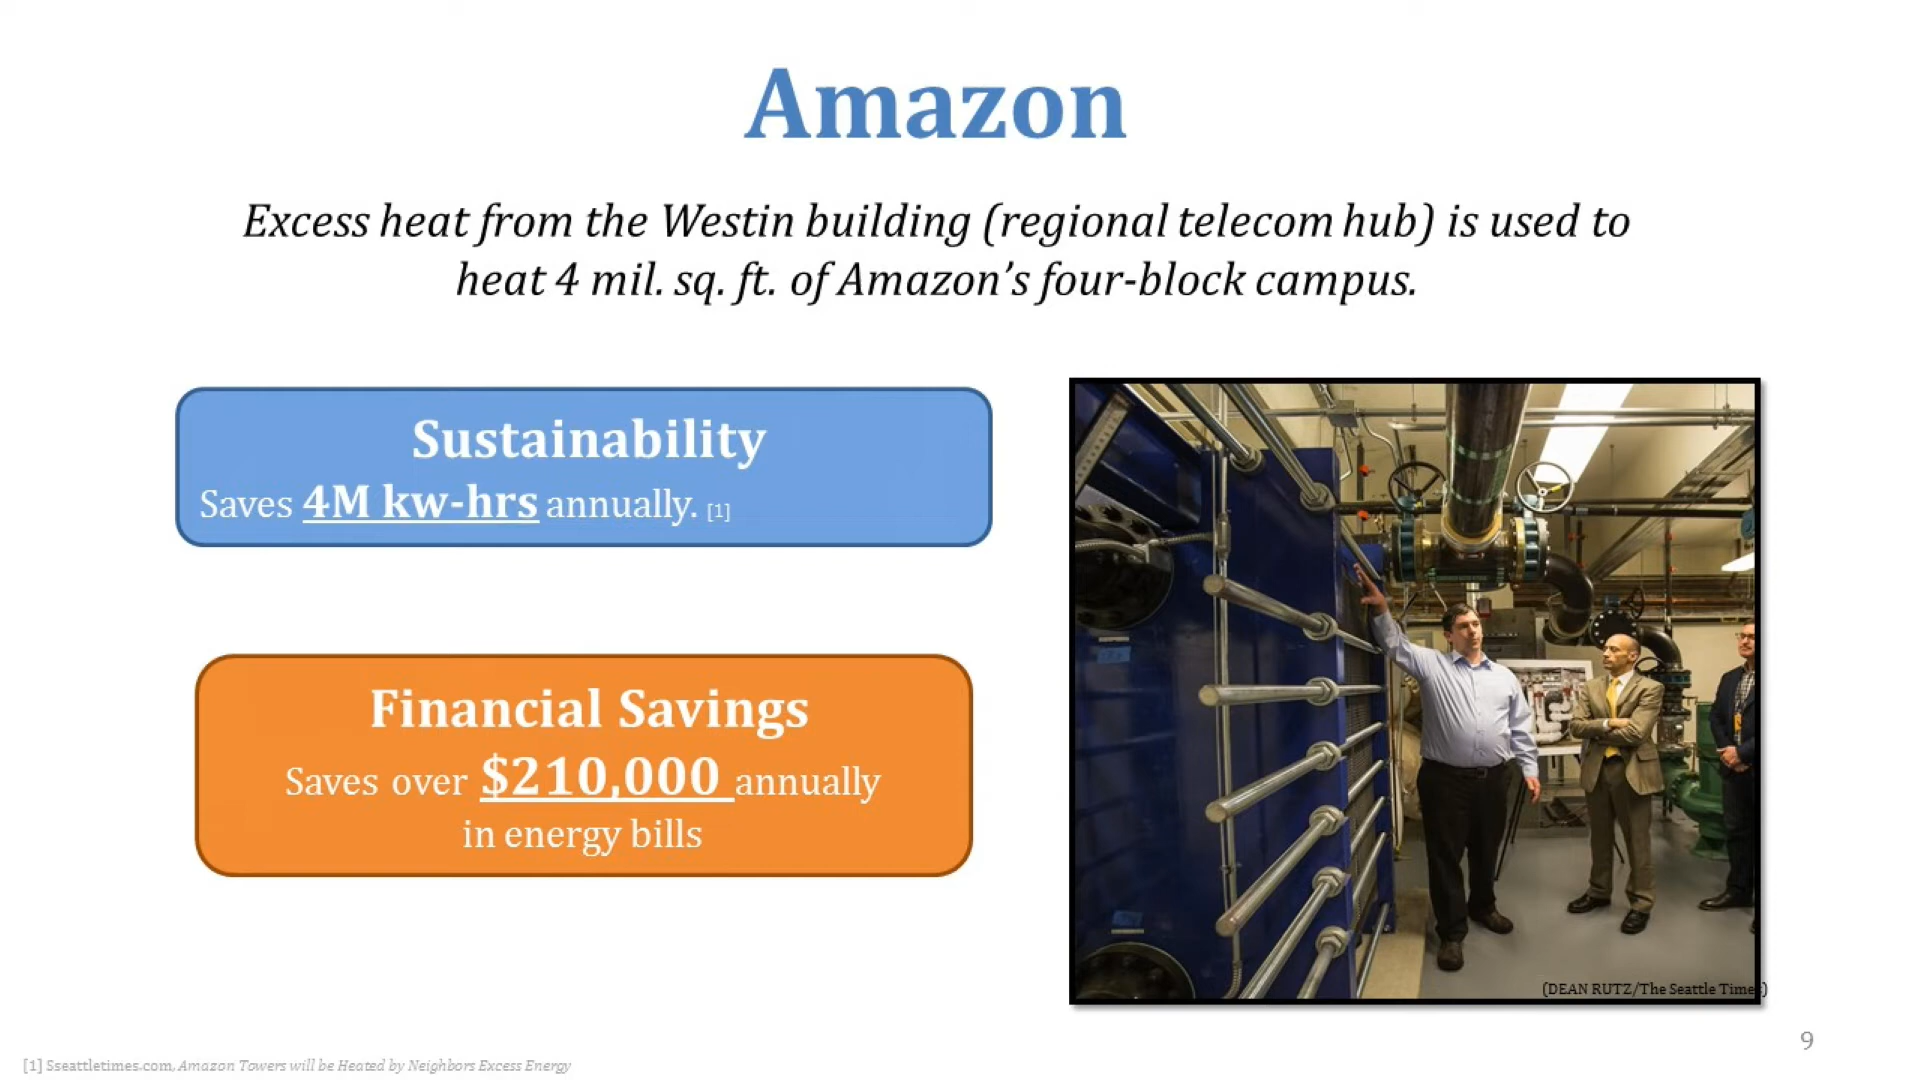 Amazon
Excess heat from the Westin building (regional telecom hub) is used to
heat 4 mil. sq. ft. of Amazon’s four-block campus.
Sustainability
Saves 4M kw-hrs annually. [1]
Financial Savings
Saves over $210,000 annually
in energy bills
(DEAN RUTZ/The Seattle Times)
9
[1] Sseattletimes.com, Amazon Towers will be Heated by Neighbors Excess Energy